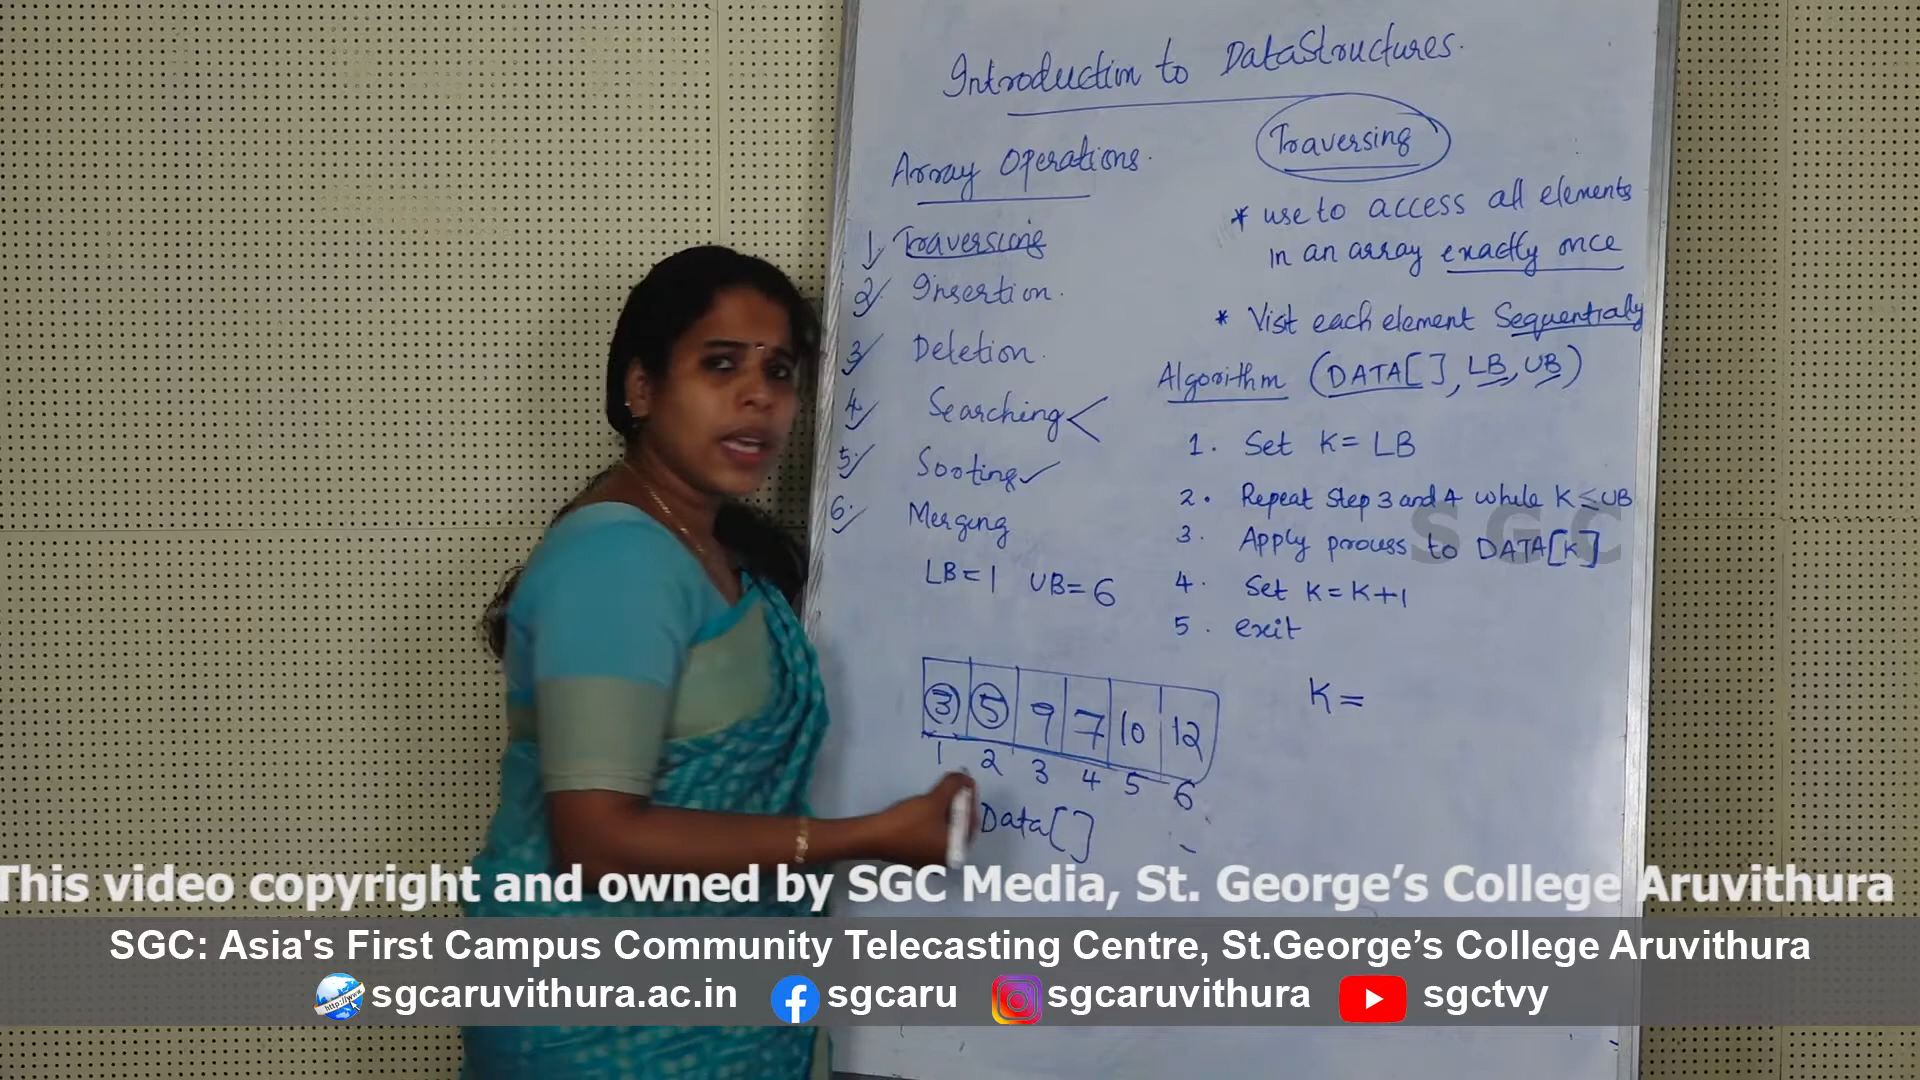 Introduction to DataStructures.
Array Operations.
1. Traversing
2. Insertion.
3. Deletion.
4. Searching <
5. Sorting ✓
6. Merging
LB=1 UB=6
3 5 9 7 10 12
1 2 3 4 5 6
Data[]
Traversing
* use to access all elements
in an array exactly once
* Vist each element Sequentialy
Algorithm (DATA[], LB, UB)
1. Set K= LB
2. Repeat Step 3 and 4 while K≤UB
3. Apply process to DATA[K]
4. Set K=K+1
5. exit
K=
SGC
This video copyright and owned by SGC Media, St. George’s College Aruvithura
SGC: Asia's First Campus Community Telecasting Centre, St.George’s College Aruvithura
http://www
sgcaruvithura.ac.in sgcaru sgcaruvithura sgctvy